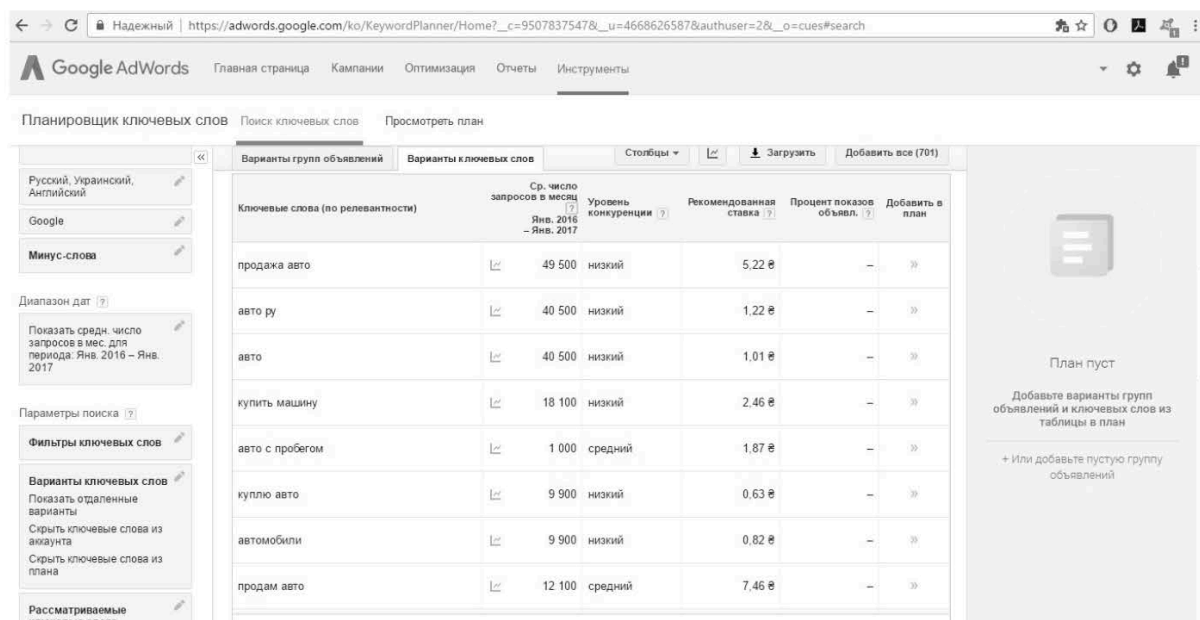 Надежный | https://adwords.google.com/ko/KeywordPlanner/Home?__c=9507837547&__u=4668626587&authuser=2&__o=cues#search
Google AdWords Главная страница Кампании Оптимизация Отчеты Инструменты
Планировщик ключевых слов Поиск ключевых слов Просмотреть план
Русский, Украинский,
Английский
Google
Минус-слова
Диапазон дат ?
Показать средн. число
запросов в мес. для
периода: Янв. 2016 – Янв.
2017
Параметры поиска ?
Фильтры ключевых слов
Варианты ключевых слов
Показать отдаленные
варианты
Скрыть ключевые слова из
аккаунта
Скрыть ключевые слова из
плана
Рассматриваемые
Варианты групп объявлений Варианты ключевых слов Столбцы Загрузить Добавить все (701)
Ключевые слова (по релевантности)
Ср. число
запросов в месяц
?
Янв. 2016
– Янв. 2017
Уровень
конкуренции ?
Рекомендованная
ставка ?
Процент показов
объявл. ?
Добавить в
план
продажа авто 49 500 низкий 5,22 ₴ – »
авто ру 40 500 низкий 1,22 ₴ – »
авто 40 500 низкий 1,01 ₴ – »
купить машину 18 100 низкий 2,46 ₴ – »
авто с пробегом 1 000 средний 1,87 ₴ – »
куплю авто 9 900 низкий 0,63 ₴ – »
автомобили 9 900 низкий 0,82 ₴ – »
продам авто 12 100 средний 7,46 ₴ – »
План пуст
Добавьте варианты групп
объявлений и ключевых слов из
таблицы в план
+ Или добавьте пустую группу
объявлений